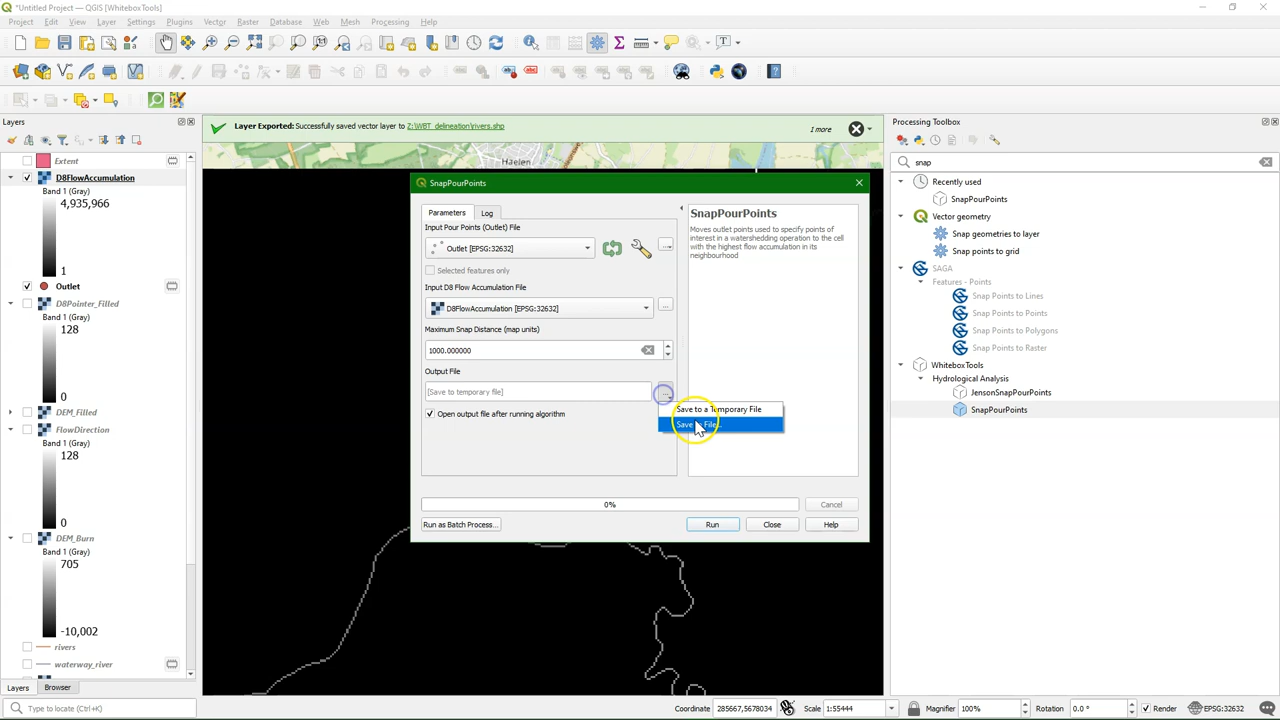 *Untitled Project — QGIS [WhiteboxTools]
Project Edit View Layer Settings Plugins Vector Raster Database Web Mesh Processing Help
Layers
Extent
D8FlowAccumulation
Band 1 (Gray)
4,935,966
1
Outlet
D8Pointer_Filled
Band 1 (Gray)
128
0
DEM_Filled
FlowDirection
Band 1 (Gray)
128
0
DEM_Burn
Band 1 (Gray)
705
-10,002
rivers
waterway_river
Layers Browser
Layer Exported: Successfully saved vector layer to Z:\WBT_delineation\rivers.shp
1 more
Haelen
SnapPourPoints
Parameters Log
Input Pour Points (Outlet) File
Outlet [EPSG:32632]
Selected features only
Input D8 Flow Accumulation File
D8FlowAccumulation [EPSG:32632]
Maximum Snap Distance (map units)
1000.000000
Output File
[Save to temporary file]
Open output file after running algorithm
Save to a Temporary File
Save to File...
SnapPourPoints
Moves outlet points used to specify points of
interest in a watershedding operation to the cell
with the highest flow accumulation in its
neighbourhood
0%
Cancel
Run as Batch Process...
Run
Close
Help
Processing Toolbox
snap
Recently used
SnapPourPoints
Vector geometry
Snap geometries to layer
Snap points to grid
SAGA
Features - Points
Snap Points to Lines
Snap Points to Points
Snap Points to Polygons
Snap Points to Raster
WhiteboxTools
Hydrological Analysis
JensonSnapPourPoints
SnapPourPoints
Type to locate (Ctrl+K)
Coordinate 285667,5678034
Scale 1:55444
Magnifier 100%
Rotation 0.0 °
Render
EPSG:32632